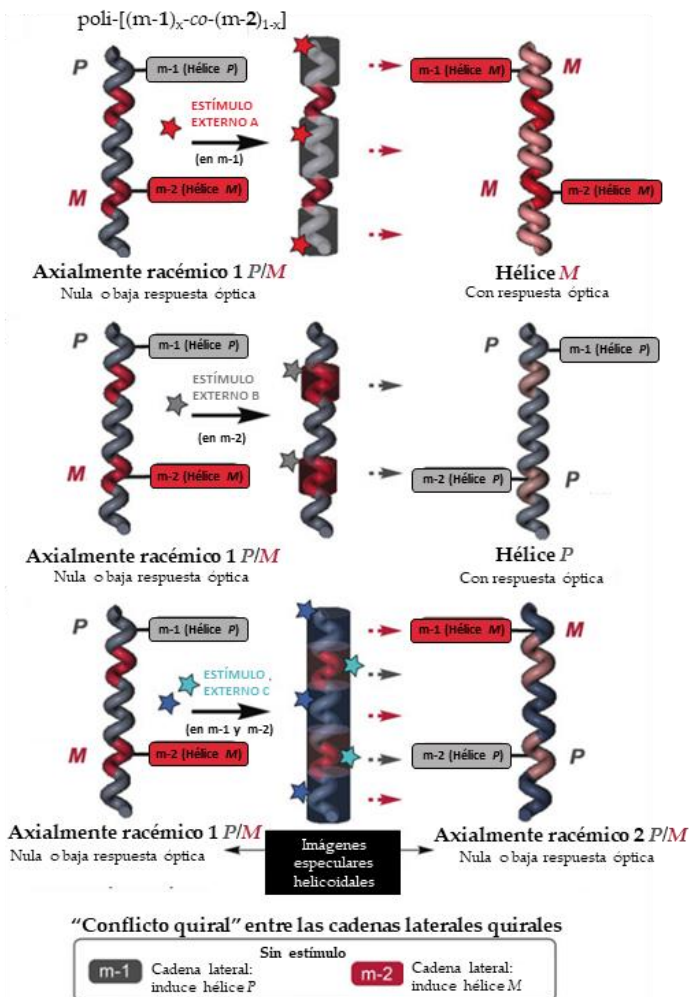 poli-[(m-1)x-co-(m-2)1-x]
P
m-1 (Hélice P)
ESTÍMULO
EXTERNO A
(en m-1)
M
m-2 (Hélice M)
m-1 (Hélice M)
M
M
m-2 (Hélice M)
Axialmente racémico 1 P/M
Nula o baja respuesta óptica
Hélice M
Con respuesta óptica
P
m-1 (Hélice P)
ESTÍMULO
EXTERNO B
(en m-2)
M
m-2 (Hélice M)
P
m-1 (Hélice P)
m-2 (Hélice P)
P
Axialmente racémico 1 P/M
Nula o baja respuesta óptica
Hélice P
Con respuesta óptica
P
m-1 (Hélice P)
ESTÍMULO
EXTERNO C
(en m-1 y m-2)
M
m-2 (Hélice M)
m-1 (Hélice M)
M
m-2 (Hélice P)
P
Axialmente racémico 1 P/M
Nula o baja respuesta óptica
Imágenes
especulares
helicoidales
Axialmente racémico 2 P/M
Nula o baja respuesta óptica
“Conflicto quiral” entre las cadenas laterales quirales
Sin estímulo
m-1
Cadena lateral:
induce hélice P
m-2
Cadena lateral:
induce hélice M